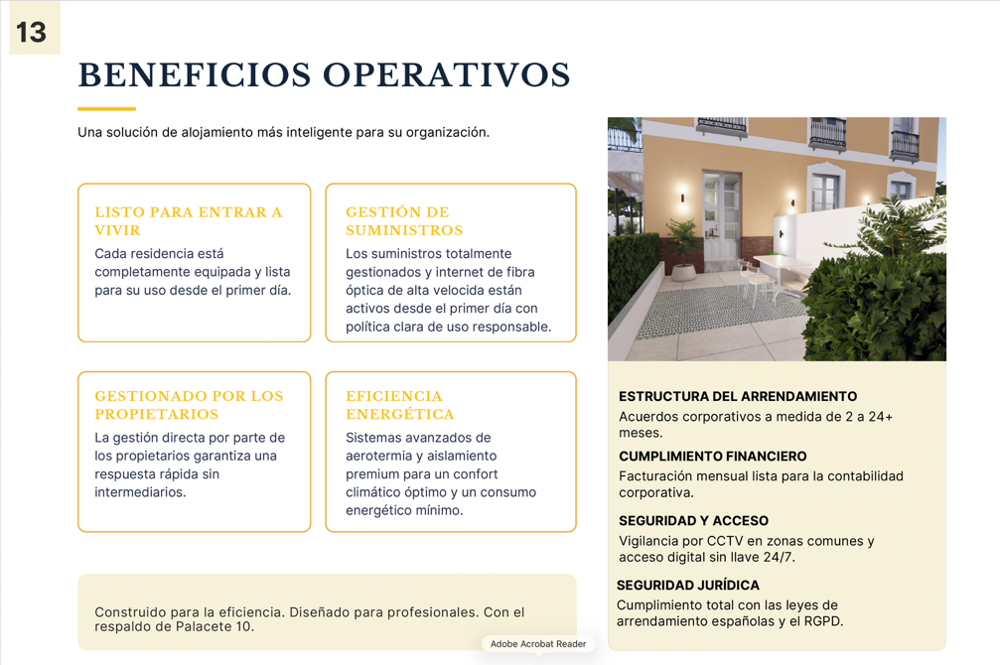 13
BENEFICIOS OPERATIVOS
Una solución de alojamiento más inteligente para su organización.
LISTO PARA ENTRAR A
VIVIR
Cada residencia está
completamente equipada y lista
para su uso desde el primer día.
GESTIÓN DE
SUMINISTROS
Los suministros totalmente
gestionados y internet de fibra
óptica de alta velocida están
activos desde el primer día con
política clara de uso responsable.
GESTIONADO POR LOS
PROPIETARIOS
La gestión directa por parte de
los propietarios garantiza una
respuesta rápida sin
intermediarios.
EFICIENCIA
ENERGÉTICA
Sistemas avanzados de
aerotermia y aislamiento
premium para un confort
climático óptimo y un consumo
energético mínimo.
Construido para la eficiencia. Diseñado para profesionales. Con el
respaldo de Palacete 10.
ESTRUCTURA DEL ARRENDAMIENTO
Acuerdos corporativos a medida de 2 a 24+
meses.
CUMPLIMIENTO FINANCIERO
Facturación mensual lista para la contabilidad
corporativa.
SEGURIDAD Y ACCESO
Vigilancia por CCTV en zonas comunes y
acceso digital sin llave 24/7.
SEGURIDAD JURÍDICA
Cumplimiento total con las leyes de
arrendamiento españolas y el RGPD.
Adobe Acrobat Reader